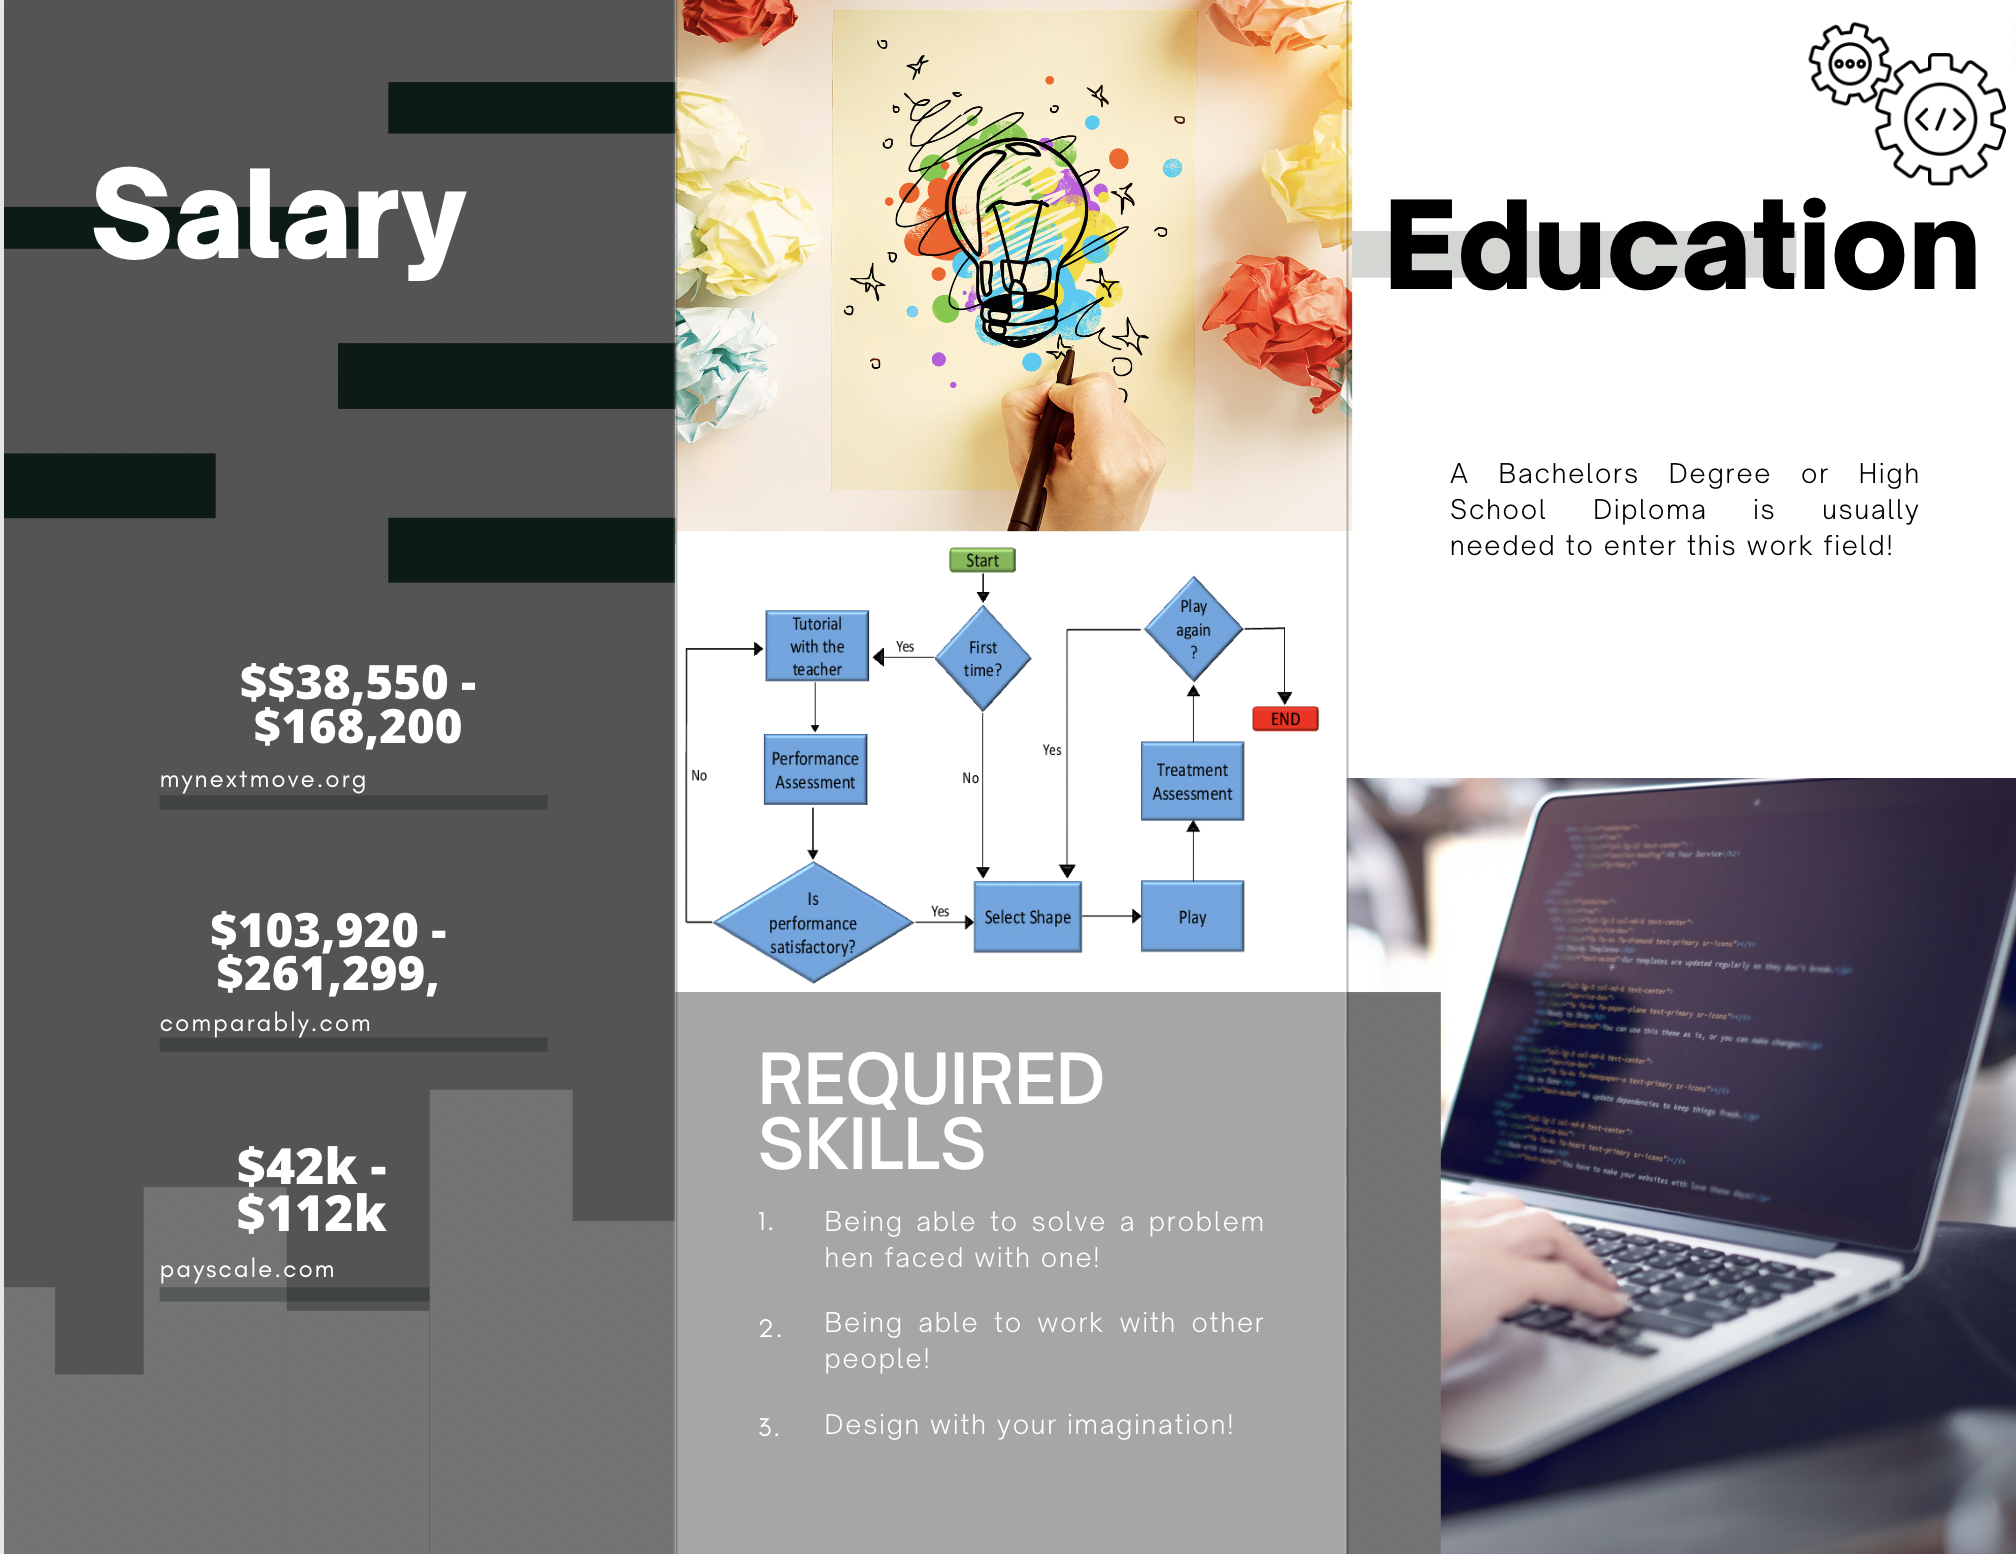 Salary
$$38,550 -
$168,200
mynextmove.org
$103,920 -
$261,299,
comparably.com
$42k -
$112k
payscale.com
Start
First
time?
Yes
No
Tutorial
with the
teacher
Performance
Assessment
Is
performance
satisfactory?
No
Yes
Select Shape
Play
Treatment
Assessment
Play
again
?
Yes
END
REQUIRED
SKILLS
1. Being able to solve a problem
hen faced with one!
2. Being able to work with other
people!
3. Design with your imagination!
</>
Education
A Bachelors Degree or High
School Diploma is usually
needed to enter this work field!